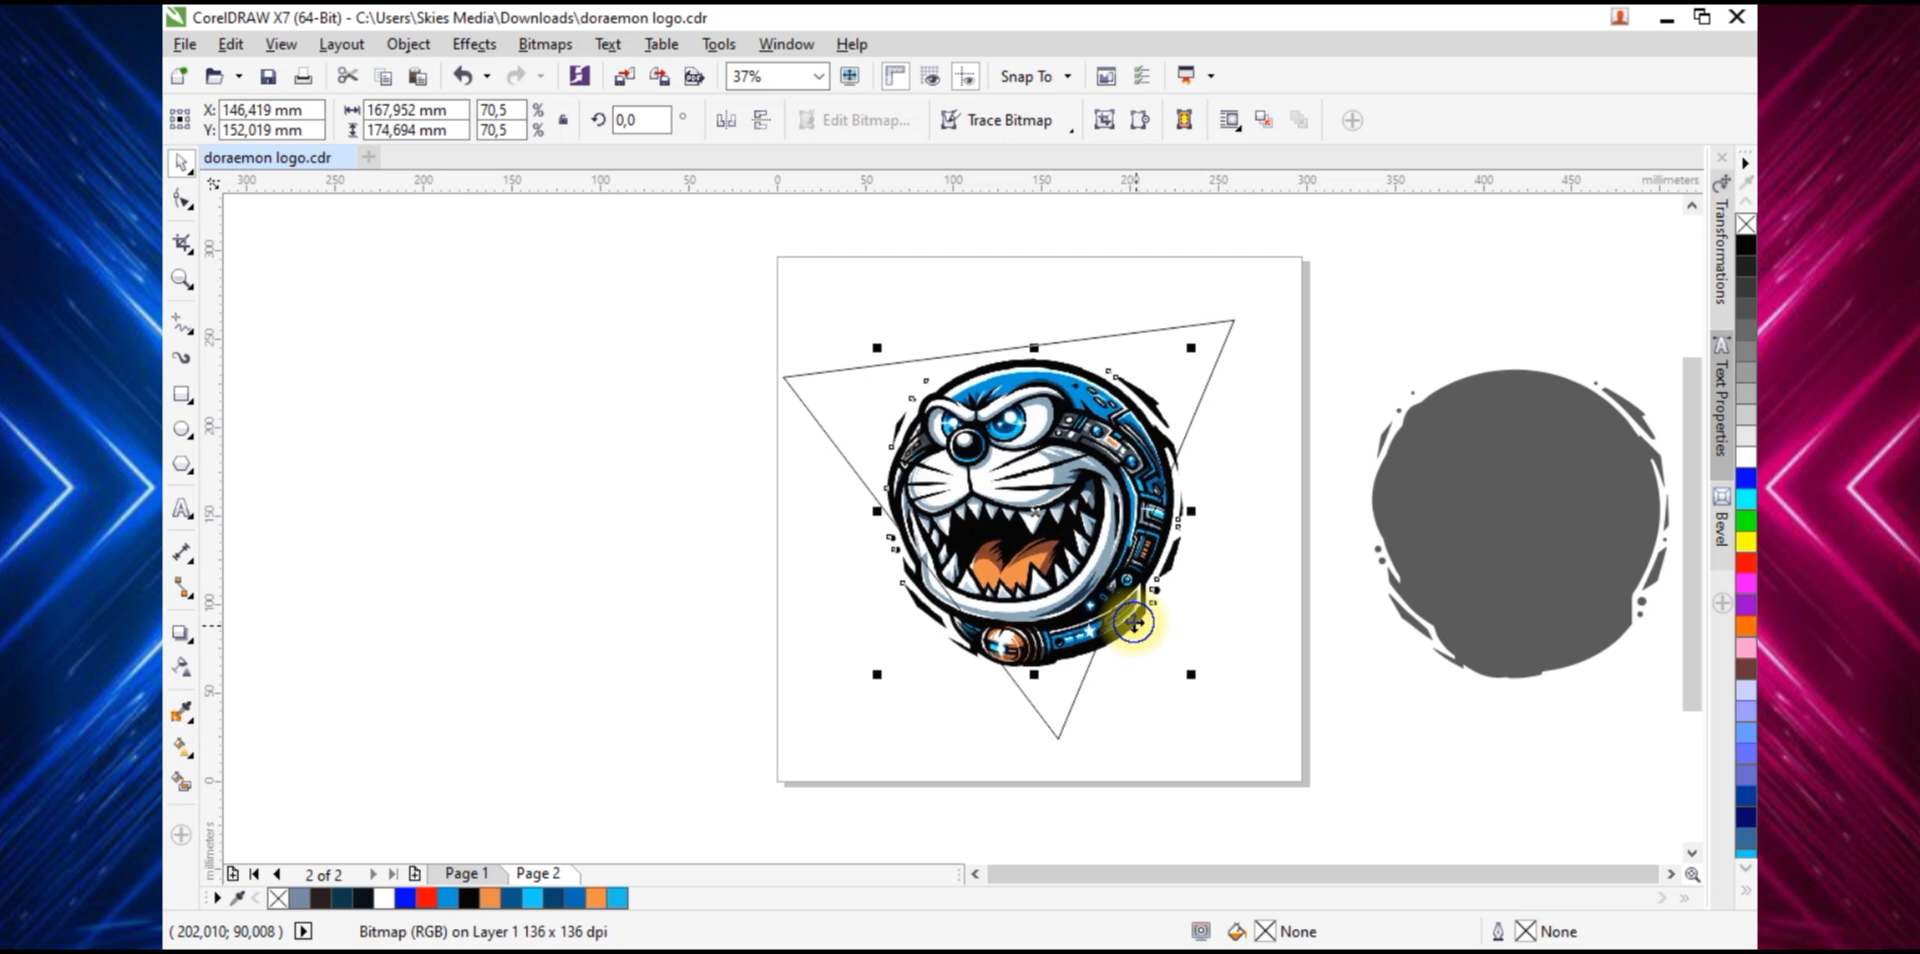 CorelDRAW X7 (64-Bit) - C:\Users\Skies Media\Downloads\doraemon logo.cdr
File Edit View Layout Object Effects Bitmaps Text Table Tools Window Help
37% Snap To
X: 146,419 mm 167,952 mm 70,5 %
Y: 152,019 mm 174,694 mm 70,5 %
0,0 °
Edit Bitmap... Trace Bitmap
doraemon logo.cdr
300 250 200 150 100 50 0 50 100 150 200 250 300 350 400 450 millimeters
300
250
200
150
100
50
0
millimeters
Transformations
Text Properties
Bevel
2 of 2 Page 1 Page 2
( 202,010; 90,008 ) Bitmap (RGB) on Layer 1 136 x 136 dpi None None